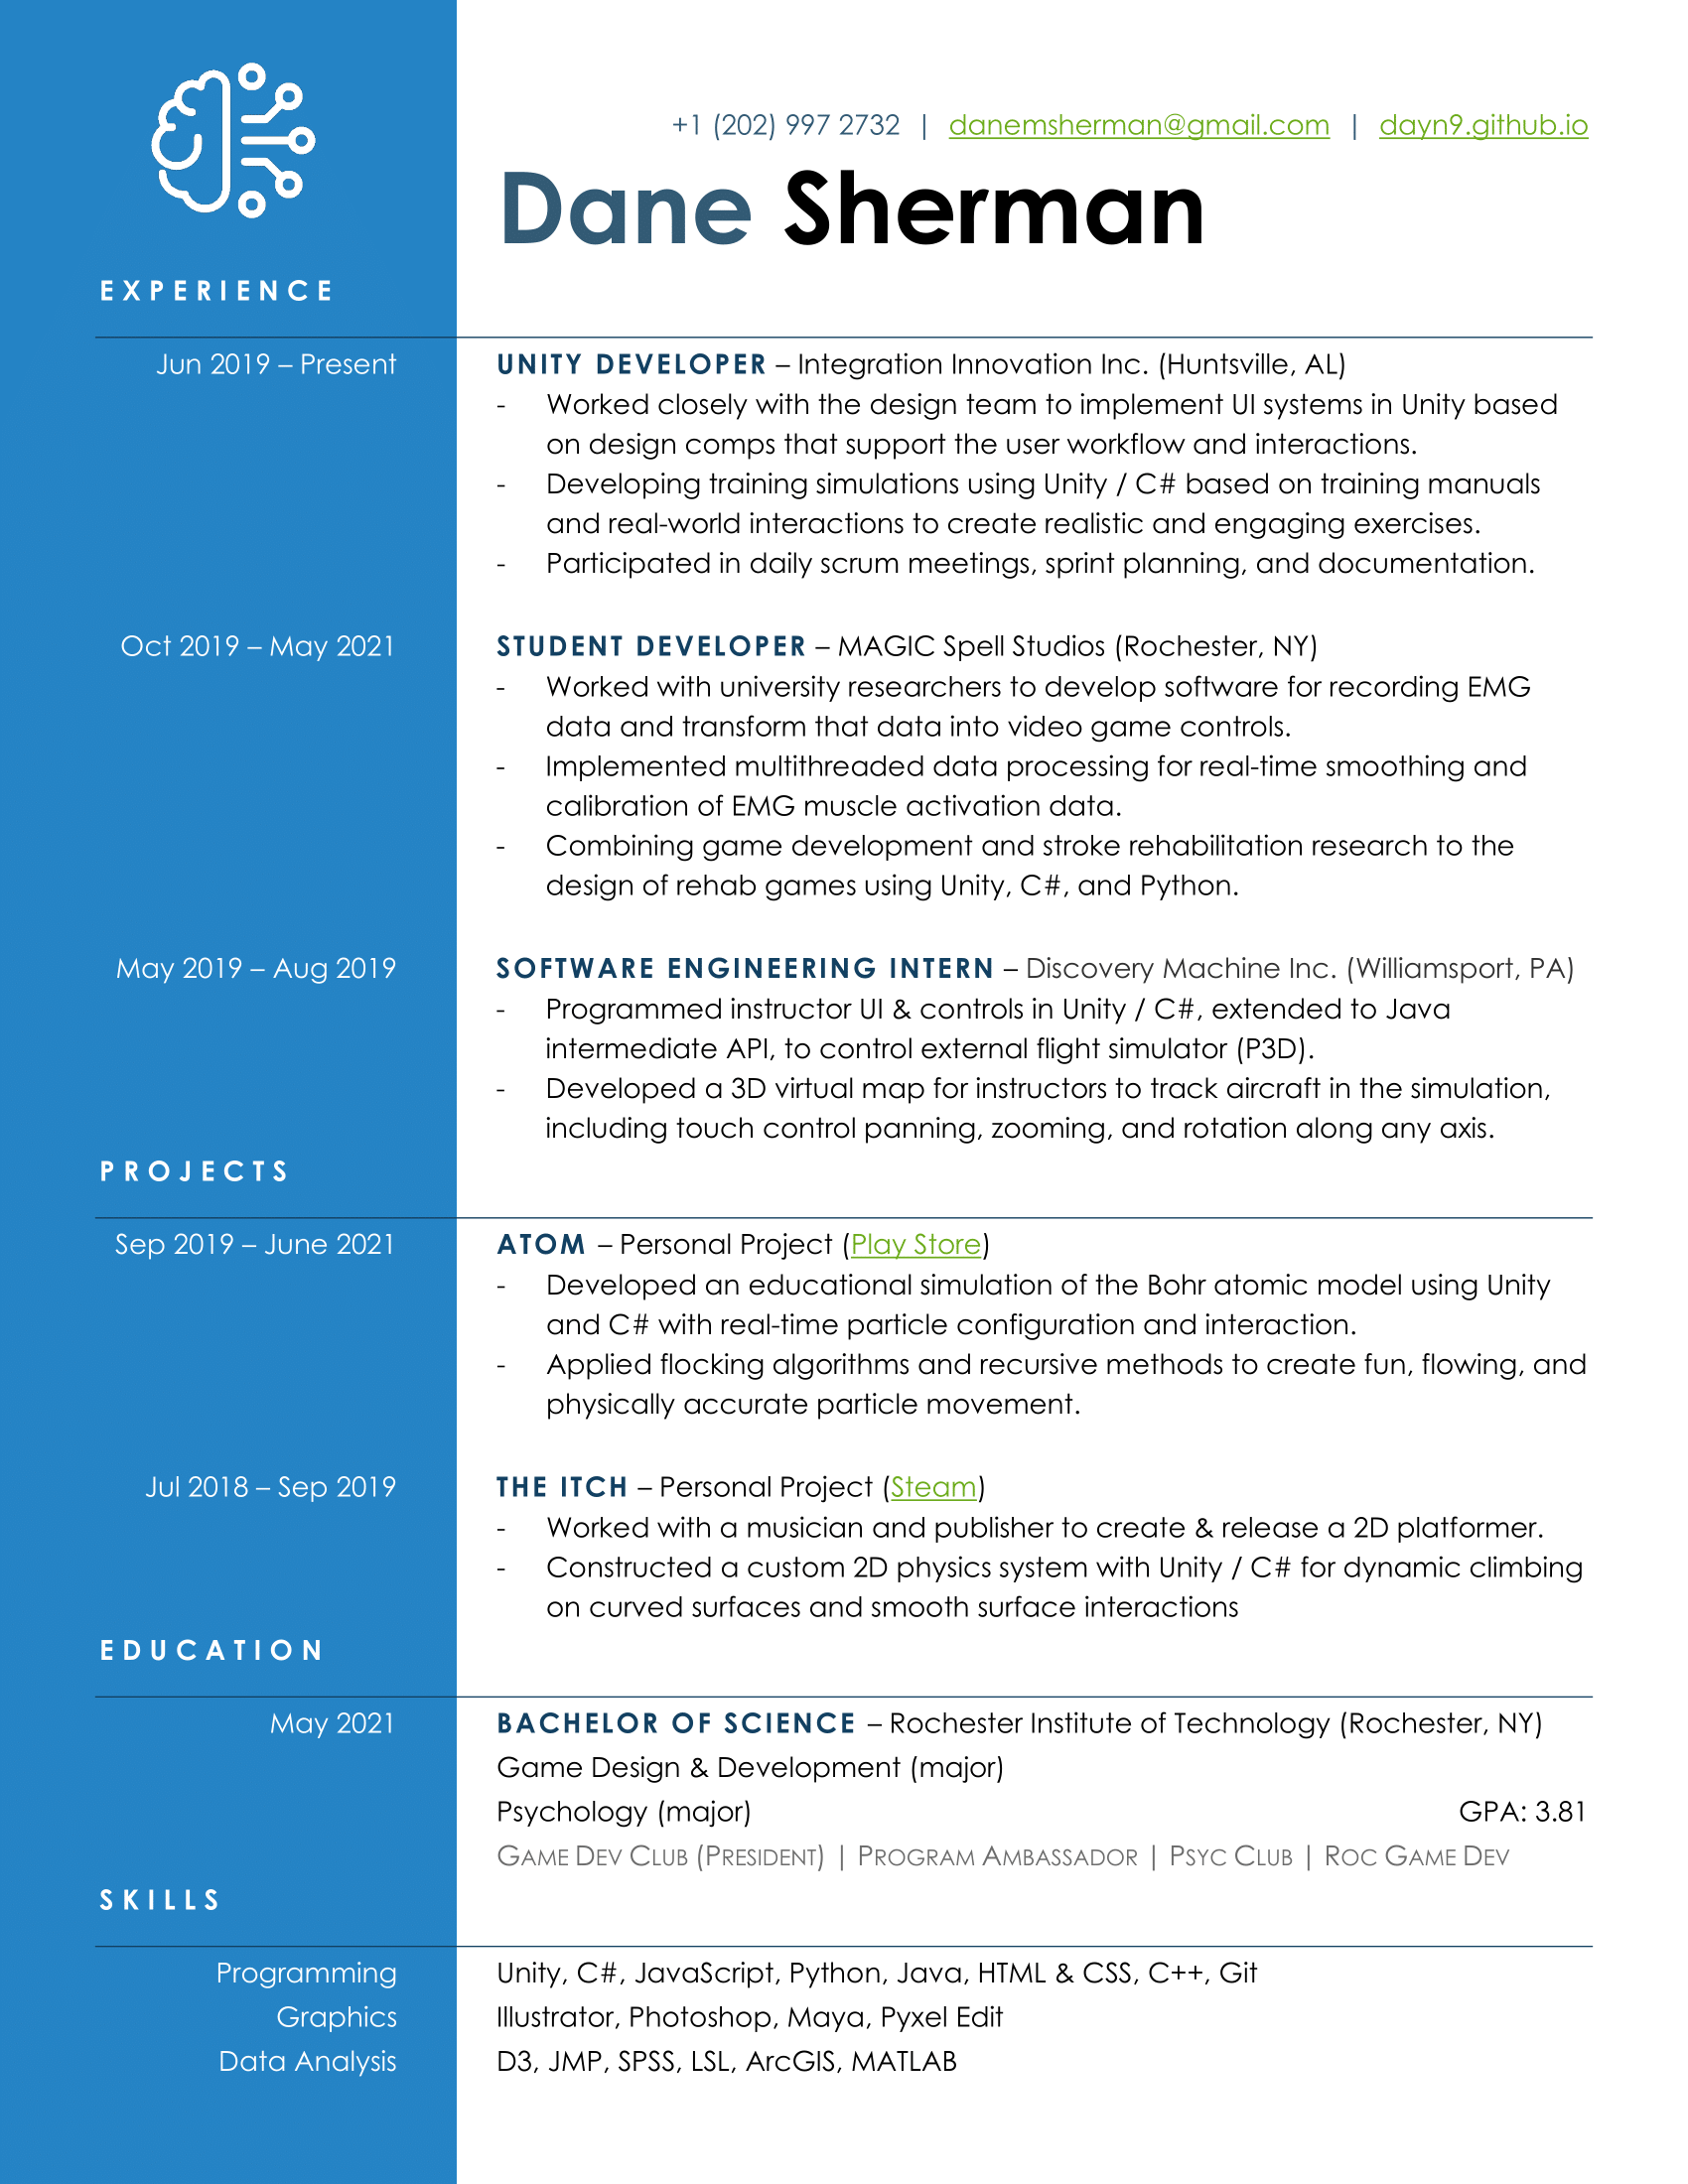 +1 (202) 997 2732 | danemsherman@gmail.com | dayn9.github.io
Dane Sherman
EXPERIENCE
Jun 2019 – Present
UNITY DEVELOPER – Integration Innovation Inc. (Huntsville, AL)
- Worked closely with the design team to implement UI systems in Unity based
on design comps that support the user workflow and interactions.
- Developing training simulations using Unity / C# based on training manuals
and real-world interactions to create realistic and engaging exercises.
- Participated in daily scrum meetings, sprint planning, and documentation.
Oct 2019 – May 2021
STUDENT DEVELOPER – MAGIC Spell Studios (Rochester, NY)
- Worked with university researchers to develop software for recording EMG
data and transform that data into video game controls.
- Implemented multithreaded data processing for real-time smoothing and
calibration of EMG muscle activation data.
- Combining game development and stroke rehabilitation research to the
design of rehab games using Unity, C#, and Python.
May 2019 – Aug 2019
SOFTWARE ENGINEERING INTERN – Discovery Machine Inc. (Williamsport, PA)
- Programmed instructor UI & controls in Unity / C#, extended to Java
intermediate API, to control external flight simulator (P3D).
- Developed a 3D virtual map for instructors to track aircraft in the simulation,
including touch control panning, zooming, and rotation along any axis.
PROJECTS
Sep 2019 – June 2021
ATOM – Personal Project (Play Store)
- Developed an educational simulation of the Bohr atomic model using Unity
and C# with real-time particle configuration and interaction.
- Applied flocking algorithms and recursive methods to create fun, flowing, and
physically accurate particle movement.
Jul 2018 – Sep 2019
THE ITCH – Personal Project (Steam)
- Worked with a musician and publisher to create & release a 2D platformer.
- Constructed a custom 2D physics system with Unity / C# for dynamic climbing
on curved surfaces and smooth surface interactions
EDUCATION
May 2021
BACHELOR OF SCIENCE – Rochester Institute of Technology (Rochester, NY)
Game Design & Development (major)
Psychology (major) GPA: 3.81
GAME DEV CLUB (PRESIDENT) | PROGRAM AMBASSADOR | PSYC CLUB | ROC GAME DEV
SKILLS
Programming Unity, C#, JavaScript, Python, Java, HTML & CSS, C++, Git
Graphics Illustrator, Photoshop, Maya, Pyxel Edit
Data Analysis D3, JMP, SPSS, LSL, ArcGIS, MATLAB